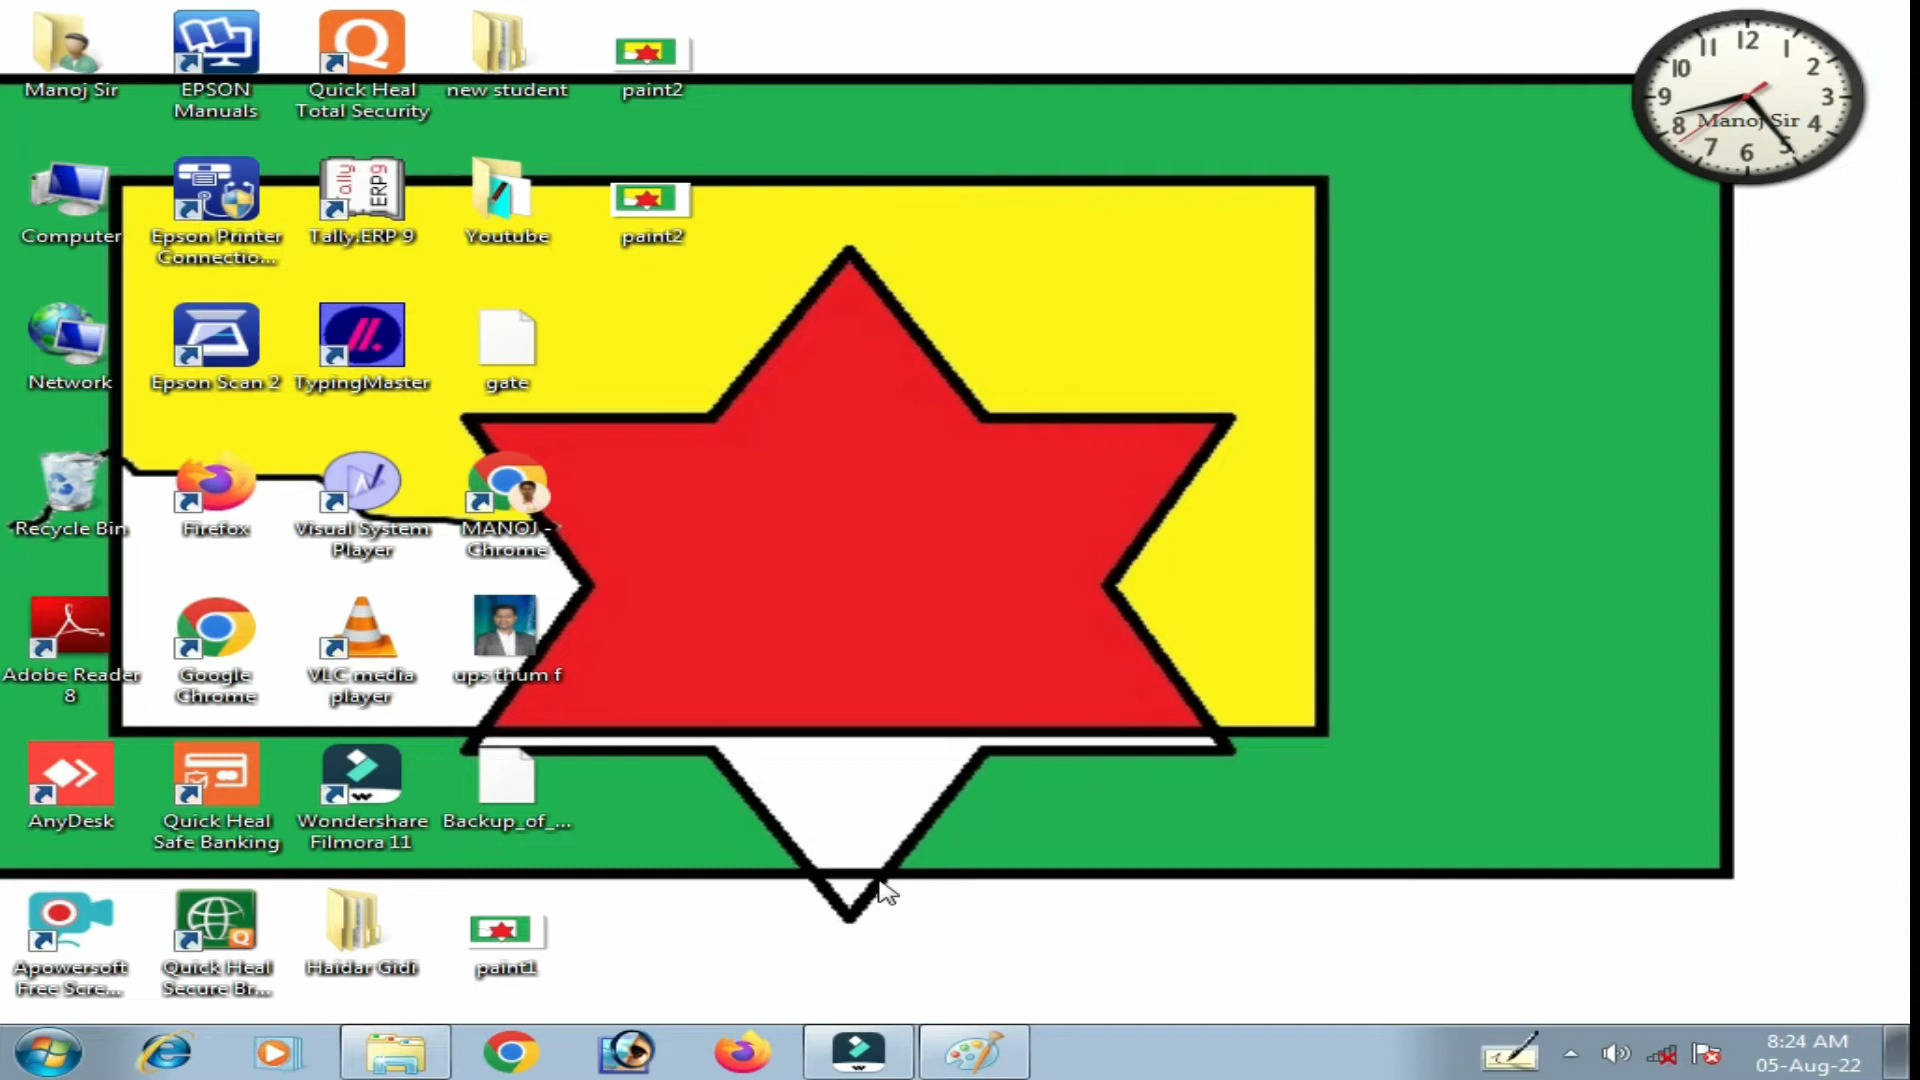 Manoj Sir
EPSON
Manuals
Quick Heal
Total Security
new student
paint2
12
11
1
10
2
9
3
8
Manoj Sir
4
7
6
5
Computer
Epson Printer
Connectio...
Tally
ERP9
Tally.ERP 9
Youtube
paint2
Network
Epson Scan 2
TypingMaster
gate
Recycle Bin
Firefox
Visual System
Player
MANOJ -
Chrome
Adobe Reader
8
Google
Chrome
VLC media
player
ups thum f
AnyDesk
Quick Heal
Safe Banking
Wondershare
Filmora 11
Backup_of_...
Apowersoft
Free Scre...
Quick Heal
Secure Br...
Haidar Gidi
paint1
8:24 AM
05-Aug-22